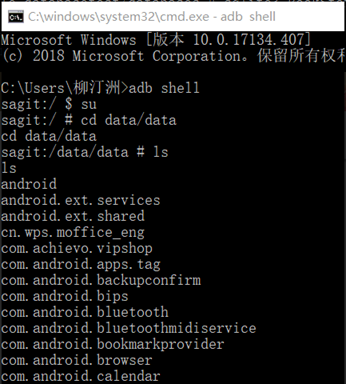 C:\windows\system32\cmd.exe - adb shell
Microsoft Windows [版本 10.0.17134.407]
(c) 2018 Microsoft Corporation。保留所有权利
C:\Users\柳汀洲>adb shell
sagit:/ $ su
sagit:/ # cd data/data
cd data/data
sagit:/data/data # ls
ls
android
android.ext.services
android.ext.shared
cn.wps.moffice_eng
com.achievo.vipshop
com.android.apps.tag
com.android.backupconfirm
com.android.bips
com.android.bluetooth
com.android.bluetoothmidiservice
com.android.bookmarkprovider
com.android.browser
com.android.calendar